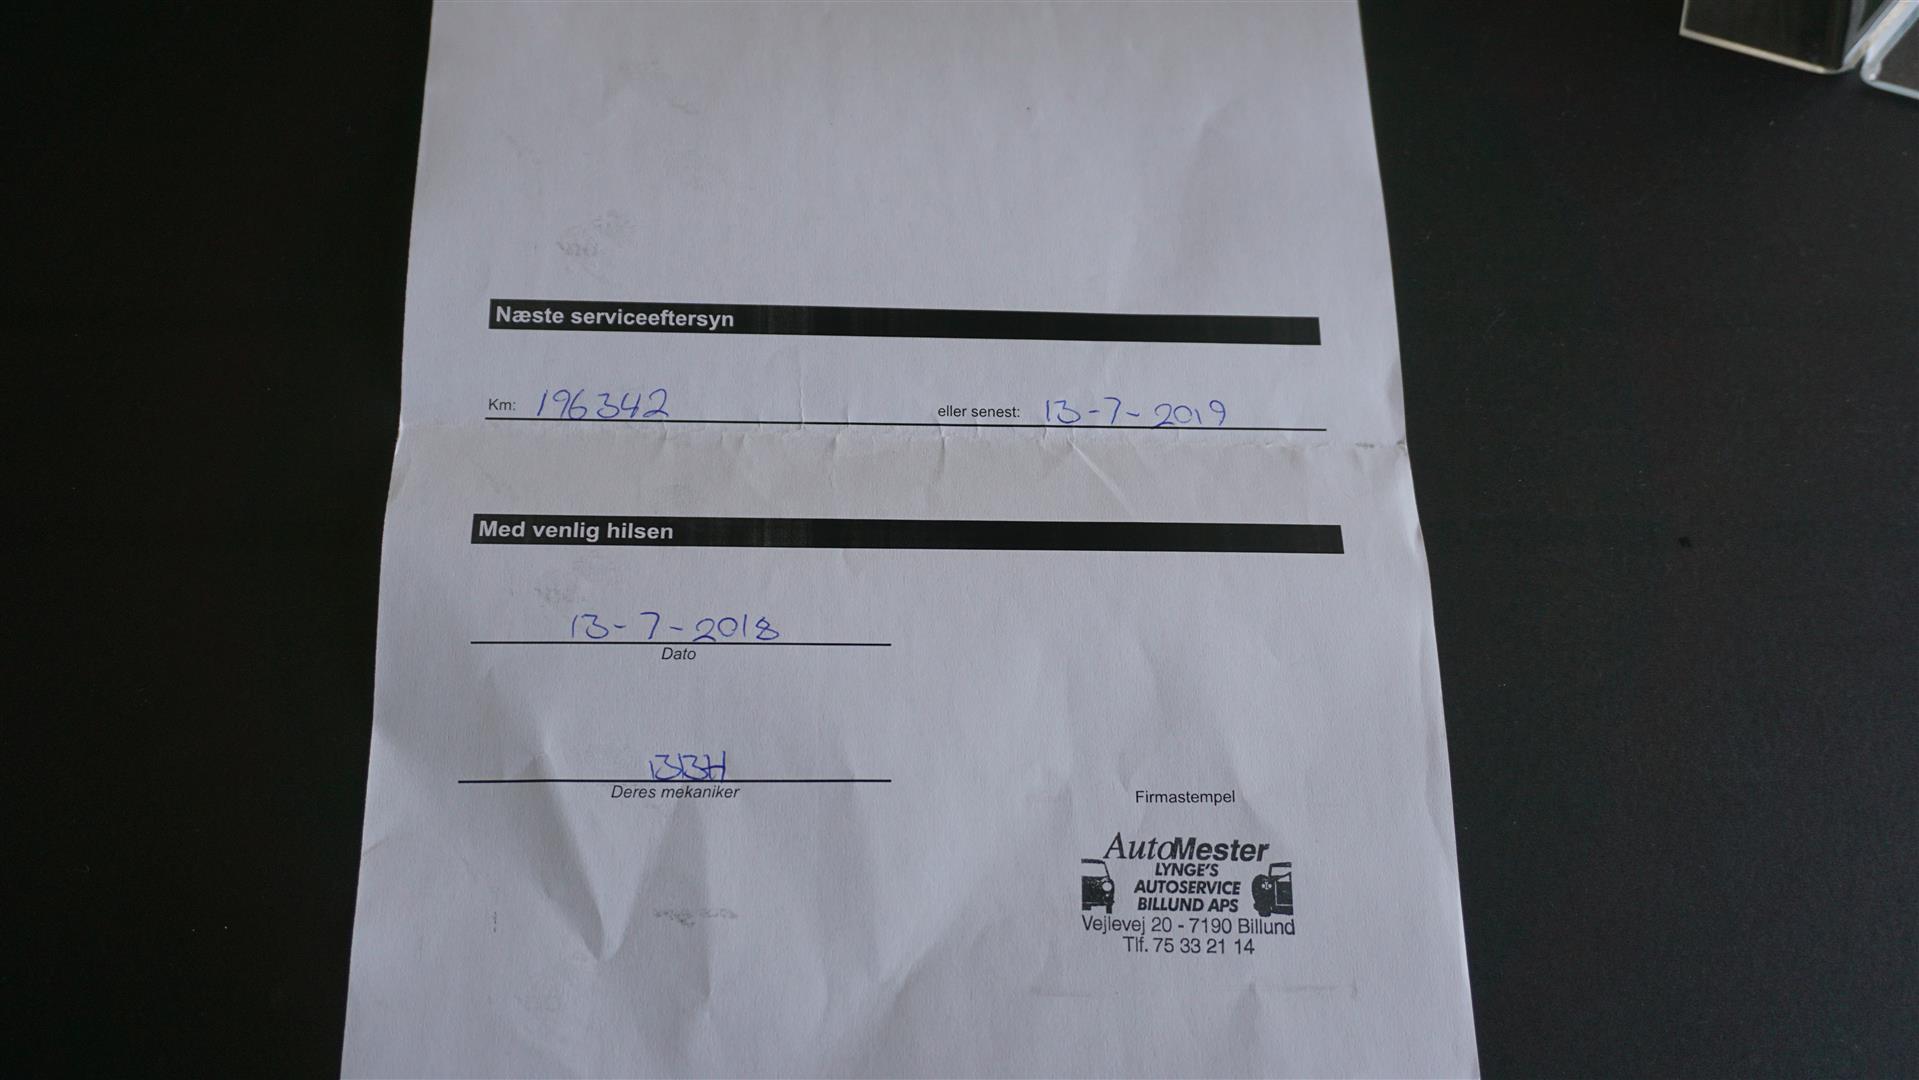 Næste serviceeftersyn
Km: 196342 eller senest: 13-7-2019
Med venlig hilsen
13-7-2018
Dato
BBH
Deres mekaniker
Firmastempel
AutoMester
LYNGE'S
AUTOSERVICE
BILLUND APS
Vejlevej 20 - 7190 Billund
Tlf. 75 33 21 14